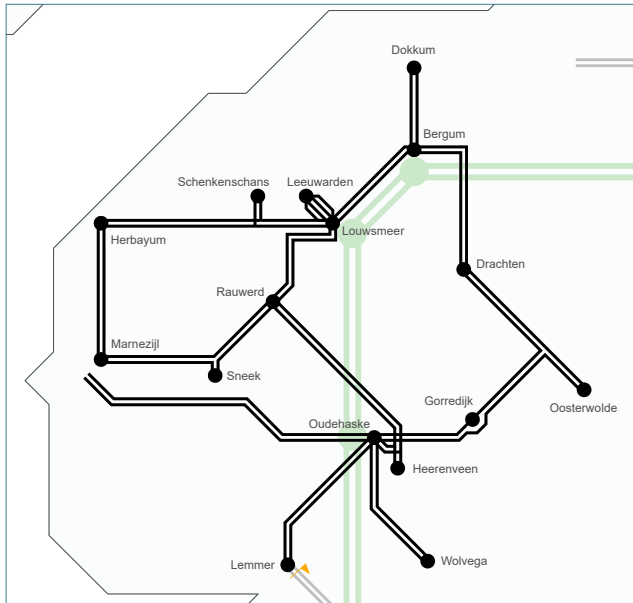 Dokkum
Bergum
Schenkenschans
Leeuwarden
Herbayum
Louwsmeer
Drachten
Rauwerd
Marnezijl
Sneek
Gorredijk
Oosterwolde
Oudehaske
Heerenveen
Lemmer
Wolvega